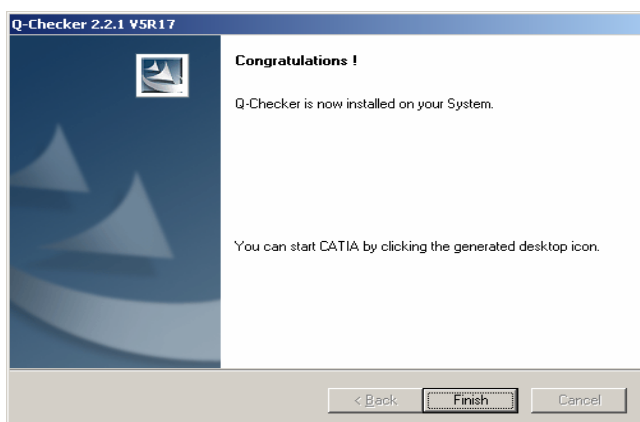 Q-Checker 2.2.1 V5R17
Congratulations !
Q-Checker is now installed on your System.
You can start CATIA by clicking the generated desktop icon.
< Back
Finish
Cancel